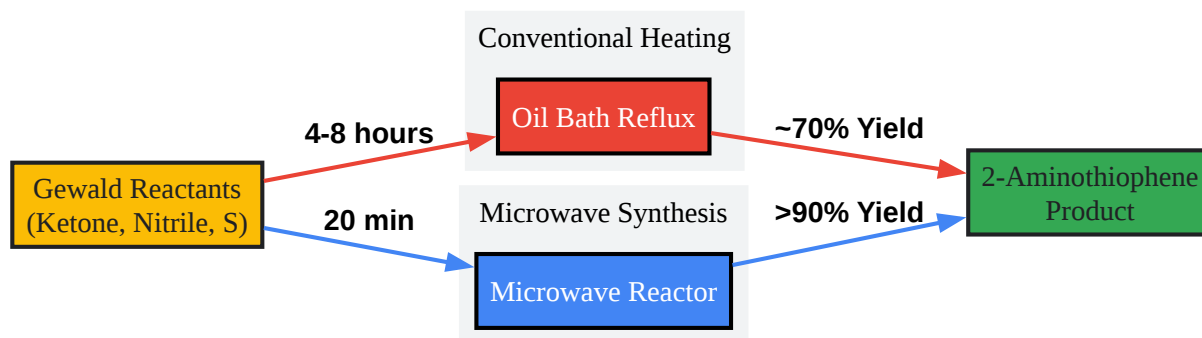 Conventional Heating
Oil Bath Reflux
4-8 hours
~70% Yield
Gewald Reactants
(Ketone, Nitrile, S)
2-Aminothiophene
Product
20 min
Microwave Synthesis
>90% Yield
Microwave Reactor